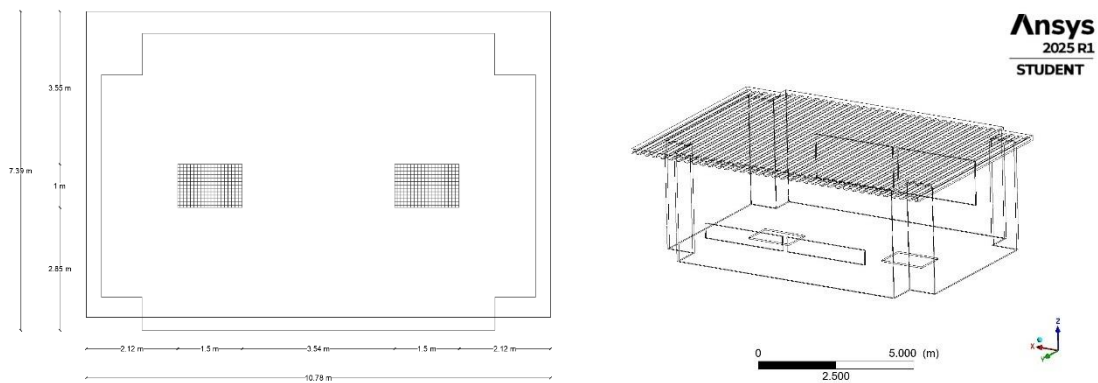 3.55 m
7.39 m
1 m
2.85 m
2.12 m
1.5 m
3.54 m
1.5 m
2.12 m
10.78 m
Ansys
2025 R1
STUDENT
0
5.000 (m)
2.500
Z
X
Y